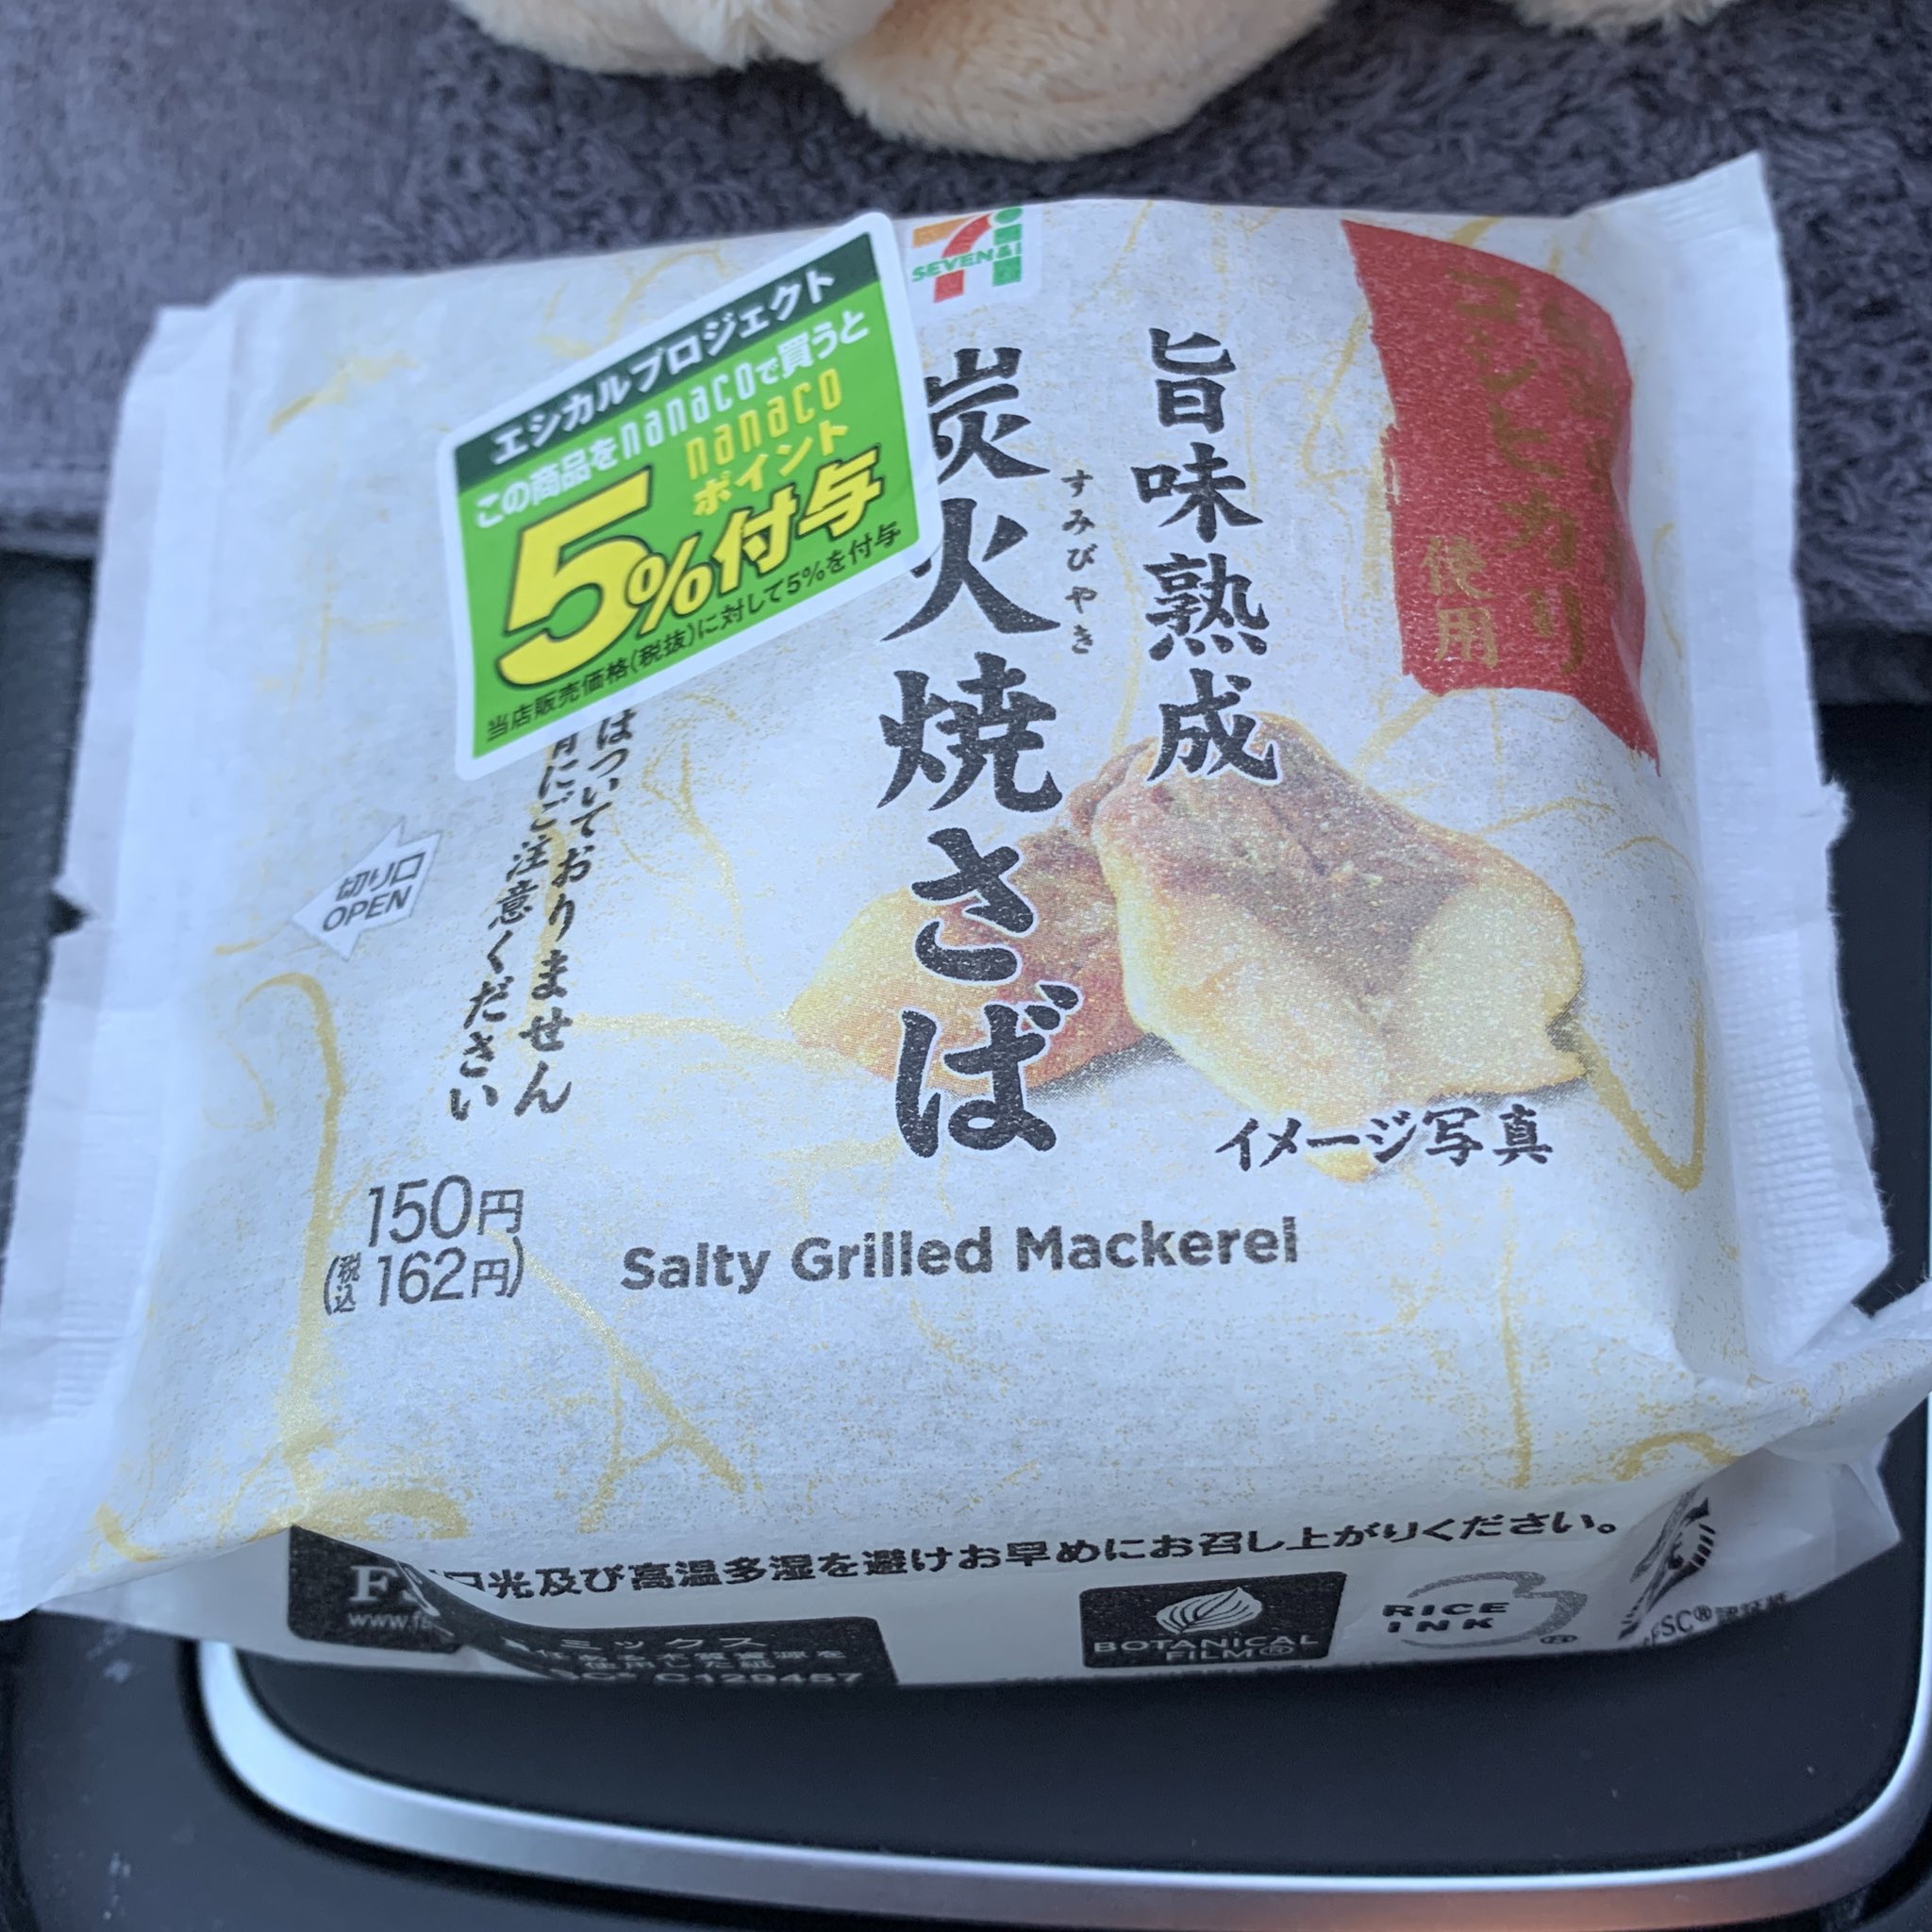 SEVEN&I
エシカルプロジェクト
この商品をnanacoで買うと
nanaco
ポイント
5%付与
当店販売価格(税抜)に対して5%を付与
コシヒカリ
使用
旨味熟成
炭火焼さば
すみびやき
はついておりません
にご注意ください
切り口
OPEN
イメージ写真
150円
(税込 162円)
Salty Grilled Mackerel
光及び高温多湿を避けお早めにお召し上がりください。
ミックス
C129467
BOTANICAL
FILM
RICE
INK
FSC®